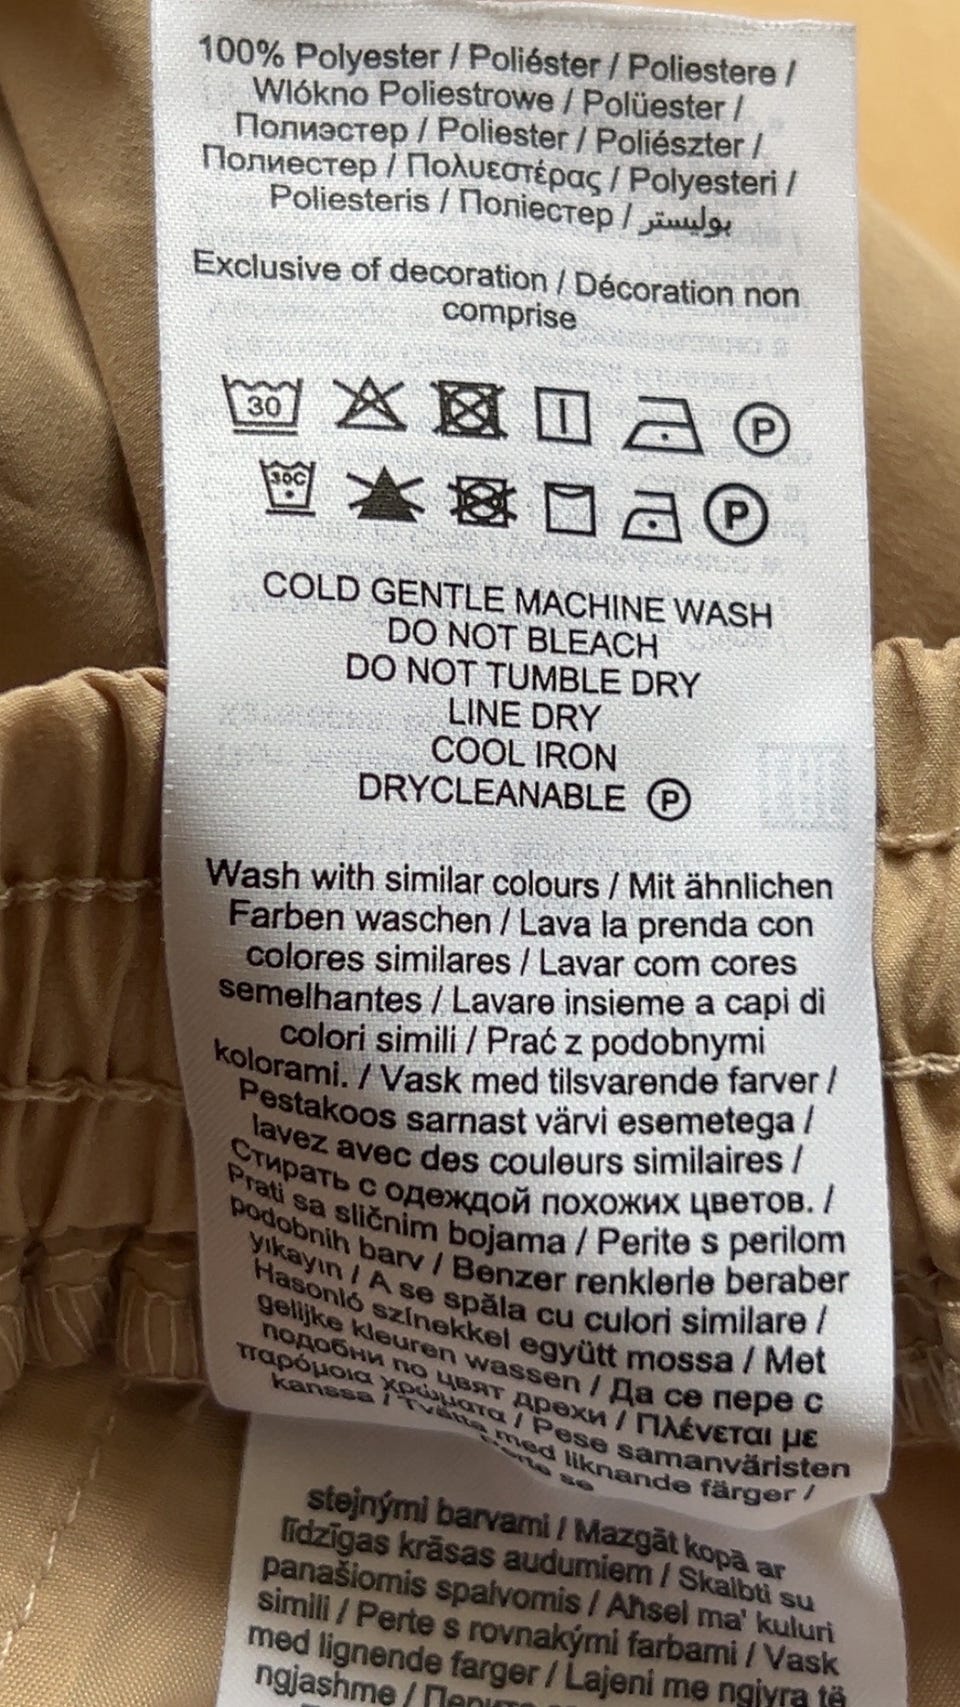 100% Polyester / Poliéster / Poliestere /
Wlókno Poliestrowe / Polüester /
Полиэстер / Poliester / Poliészter /
Полиестер / Πολυεστέρας / Polyesteri /
Poliesteris / Поліестер / بوليستر
Exclusive of decoration / Décoration non
comprise
30 P
30C P
COLD GENTLE MACHINE WASH
DO NOT BLEACH
DO NOT TUMBLE DRY
LINE DRY
COOL IRON
DRYCLEANABLE P
Wash with similar colours / Mit ähnlichen
Farben waschen / Lava la prenda con
colores similares / Lavar com cores
semelhantes / Lavare insieme a capi di
colori simili / Prać z podobnymi
kolorami. / Vask med tilsvarende farver /
Pestakoos sarnast värvi esemetega /
lavez avec des couleurs similaires /
Стирать с одеждой похожих цветов. /
Prati sa sličnim bojama / Perite s perilom
podobnih barv / Benzer renklerle beraber
yıkayın / A se spăla cu culori similare /
Hasonló színekkel együtt mossa / Met
gelijke kleuren wassen / Да се пере с
подобни по цвят дрехи / Πλένεται με
παρόμοια χρώματα / Pese samanväristen
kanssa / Tvätta med liknande färger /
se
stejnými barvami / Mazgāt kopā ar
līdzīgas krāsas audumiem / Skalbti su
panašiomis spalvomis / Aħsel ma' kuluri
simili / Perte s rovnakými farbami / Vask
med lignende farger / Lajeni me ngjyra të
ngjashme /